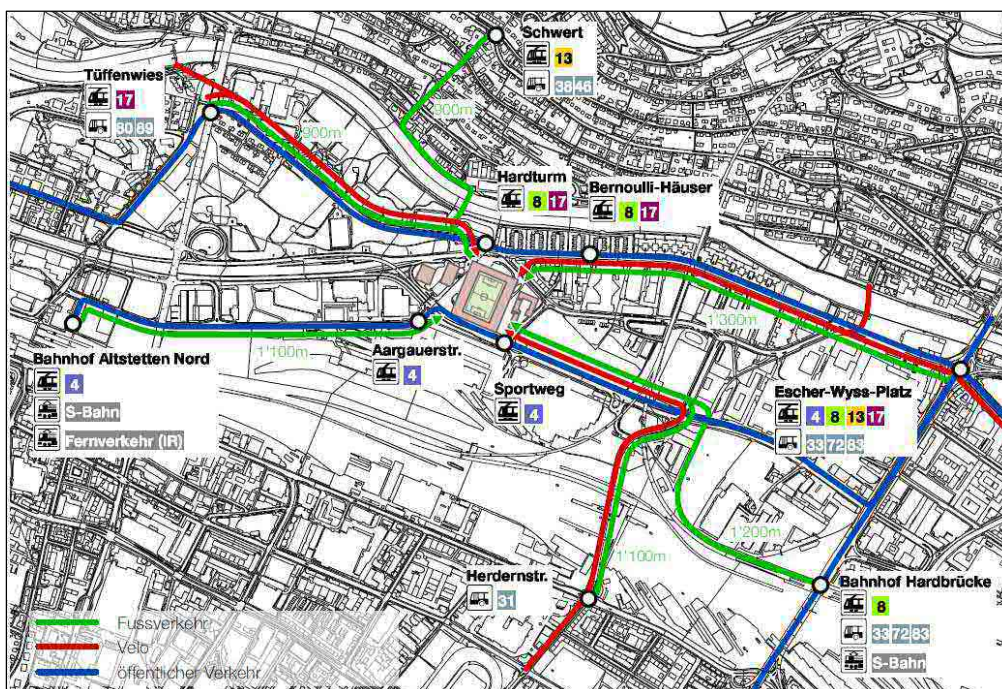 Schwert
13
38 46
Tüffenwies
17
80 89
900m
900m
Hardturm
8 17
Bernoulli-Häuser
8 17
1'300m
Bahnhof Altstetten Nord
4
S-Bahn
Fernverkehr (IR)
1'100m
Aargauerstr.
4
Sportweg
4
Escher-Wyss-Platz
4 8 13 17
33 72 83
1'200m
1'100m
Herdernstr.
31
Bahnhof Hardbrücke
8
33 72 83
S-Bahn
Fussverkehr
Velo
öffentlicher Verkehr